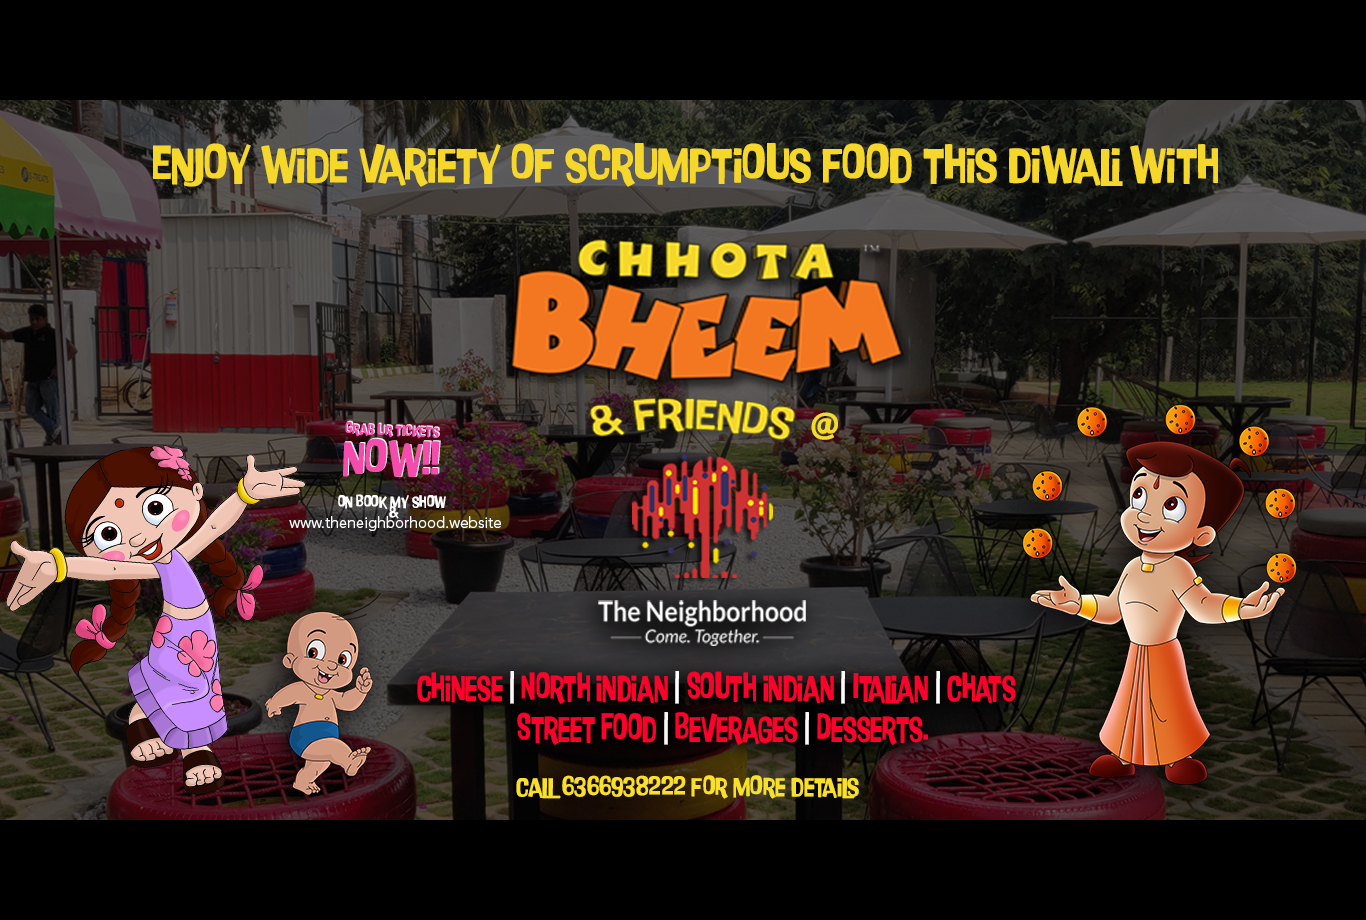 ENJOY WiDE VARiETY OF SCRUMPTiOUS FOOD THiS DiWALi WiTH
CHHOTA TM
BHEEM
& FRIENDS @
GRAB UR TICKETS
NOW!!
ON BOOK MY SHOW
&
www.theneighborhood.website
The Neighborhood
Come. Together.
CHiNESE | NORTH iNDiAN | SOUTH iNDiAN | ITALiAN | CHATS
STREET FOOD | BEVERAGES | DESSERTS.
CALL 6366938222 FOR MORE DETAiLS